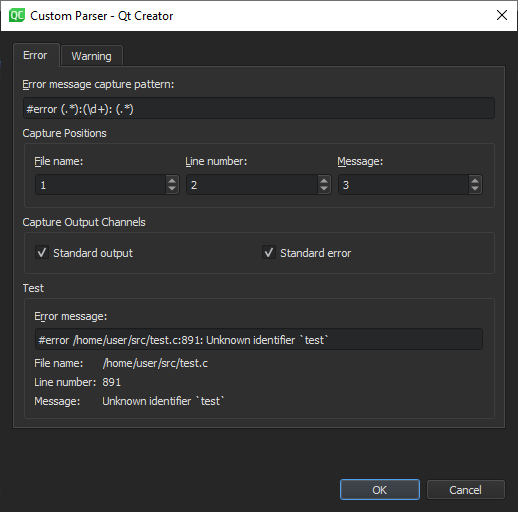 QC Custom Parser - Qt Creator
Error Warning
Error message capture pattern:
#error (.*):(\d+): (.*)
Capture Positions
File name: Line number: Message:
1 2 3
Capture Output Channels
Standard output Standard error
Test
Error message:
#error /home/user/src/test.c:891: Unknown identifier `test`
File name: /home/user/src/test.c
Line number: 891
Message: Unknown identifier `test`
OK Cancel